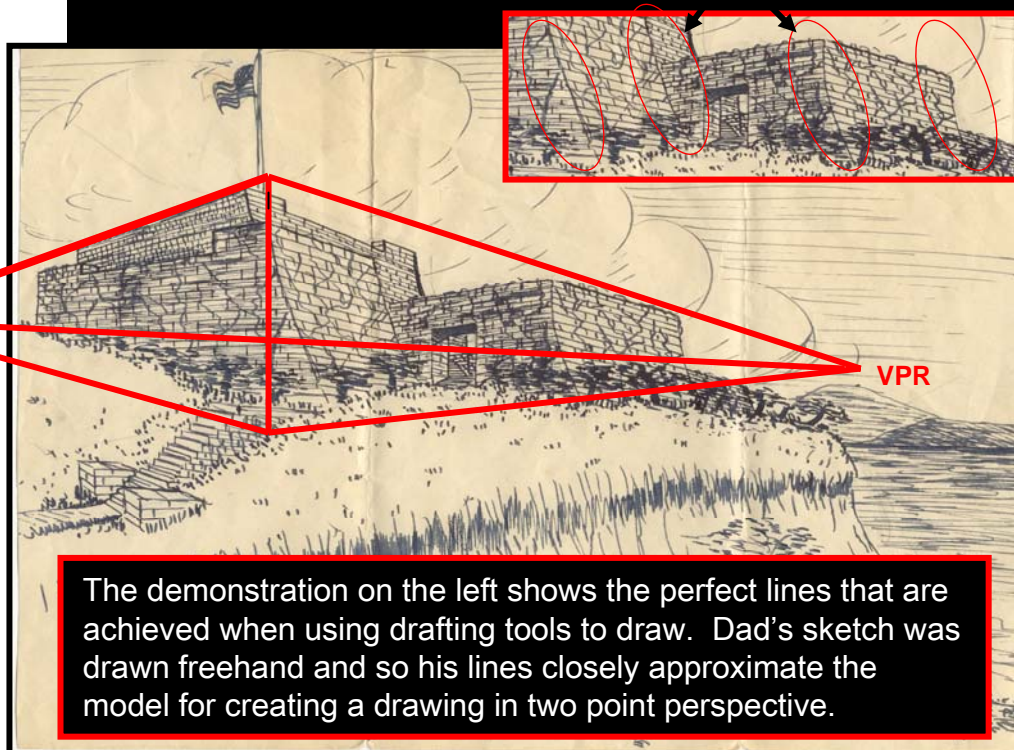 VPR
The demonstration on the left shows the perfect lines that are
achieved when using drafting tools to draw.  Dad’s sketch was
drawn freehand and so his lines closely approximate the
model for creating a drawing in two point perspective.